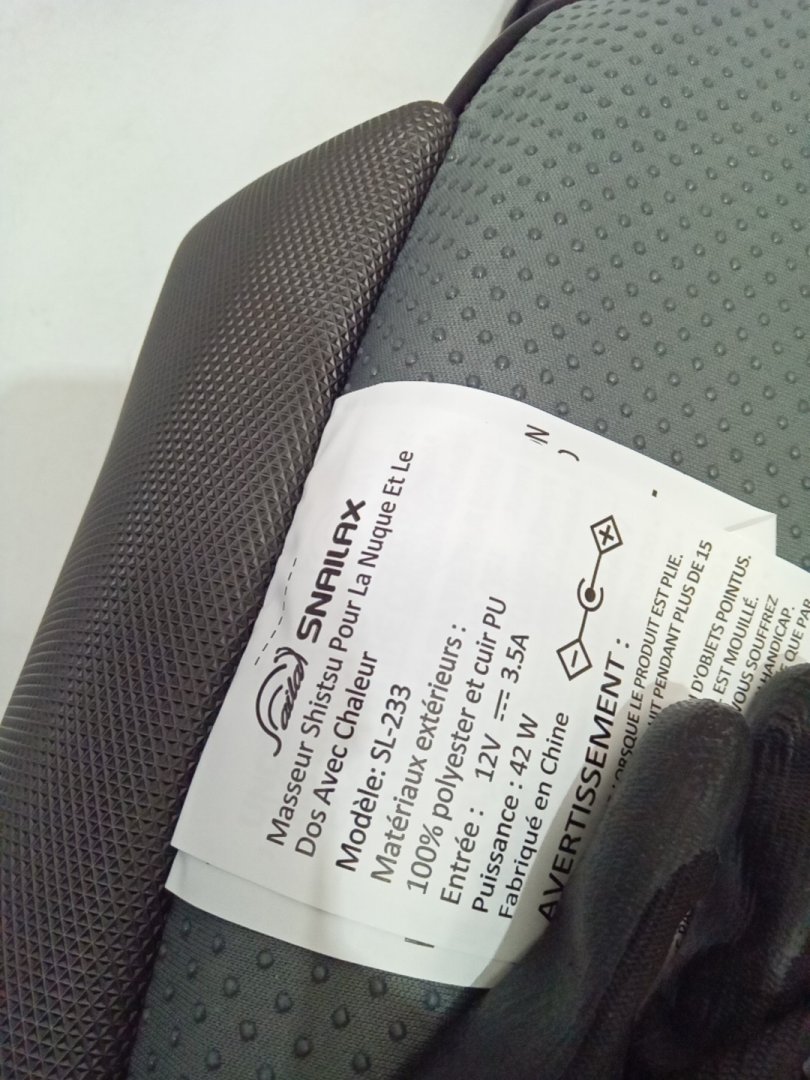 SNAILAX
Masseur Shistsu Pour La Nuque Et Le
Dos Avec Chaleur
Modèle: SL-233
Matériaux extérieurs :
100% polyester et cuir PU
Entrée : 12V ⎓ 3.5A
Puissance : 42 W
Fabriqué en Chine
AVERTISSEMENT :
LORSQUE LE PRODUIT EST PLIE.
PENDANT PLUS DE 15
D'OBJETS POINTUS.
EST MOUILLÉ.
VOUS SOUFFREZ
HANDICAP.
QUE PAR